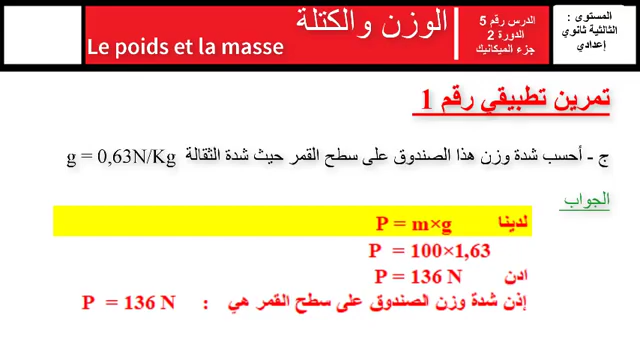 المستوى :
الثالثية ثانوي
إعدادي
الدرس رقم 5
الدورة 2
جزء الميكانيك
الوزن والكتلة
Le poids et la masse
تمرين تطبيقي رقم 1
ج - أحسب شدة وزن هذا الصندوق على سطح القمر حيث شدة الثقالة g = 0,63N/Kg
الجواب
لدينا P = m×g
P = 100×1,63
ادن P = 136 N
إذن شدة وزن الصندوق على سطح القمر هي : P = 136 N